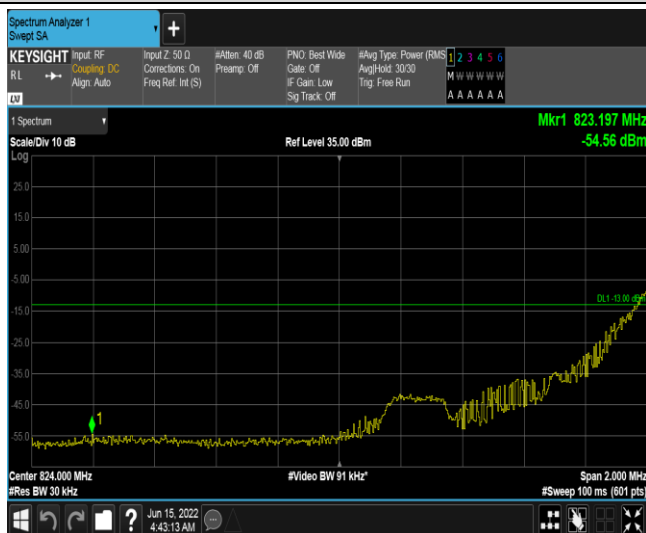 Spectrum Analyzer 1
Swept SA
+
KEYSIGHT Input: RF
RL Coupling: DC
Align: Auto
LXI
Input Z: 50 Ω
Corrections: On
Freq Ref: Int (S)
#Atten: 40 dB
Preamp: Off
PNO: Best Wide
Gate: Off
IF Gain: Low
Sig Track: Off
#Avg Type: Power (RMS
Avg|Hold: 30/30
Trig: Free Run
1 2 3 4 5 6
M W W W W W
A A A A A A
1 Spectrum
Mkr1 823.197 MHz
Scale/Div 10 dB
Ref Level 35.00 dBm
-54.56 dBm
Log
25.0
15.0
5.00
-5.00
DL1 -13.00 dBm
-15.0
-25.0
-35.0
-45.0
1
-55.0
Center 824.000 MHz
#Video BW 91 kHz*
Span 2.000 MHz
#Res BW 30 kHz
#Sweep 100 ms (601 pts)
?
Jun 15, 2022
4:43:13 AM